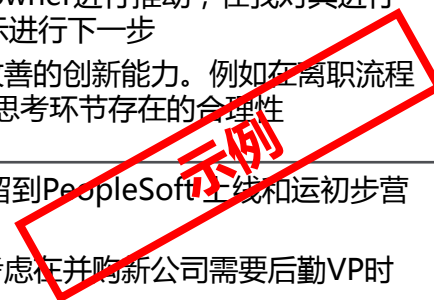 owner进行推动，在我对其进行
示进行下一步
改善的创新能力。例如在离职流程
思考环节存在的合理性
示例
留到PeopleSoft上线和运初步营
考虑在并购新公司需要后勤VP时